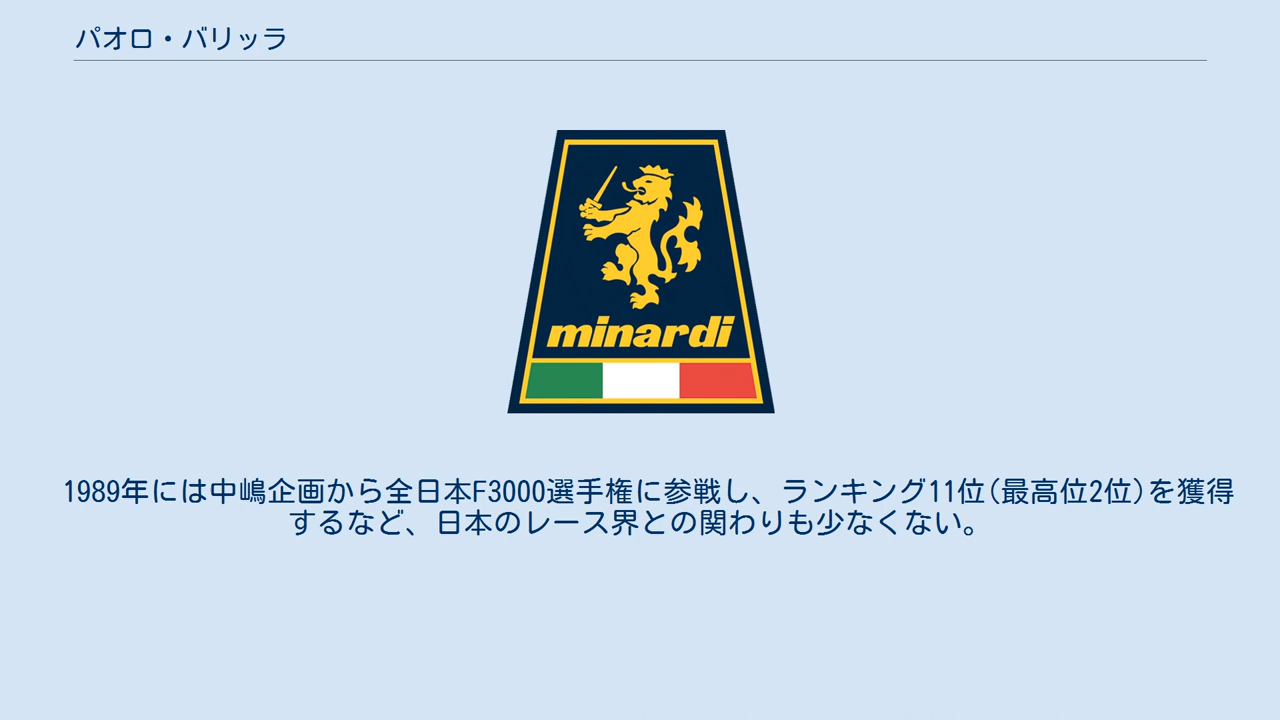 パオロ・バリッラ
minardi
1989年には中嶋企画から全日本F3000選手権に参戦し、ランキング11位(最高位2位)を獲得
するなど、日本のレース界との関わりも少なくない。